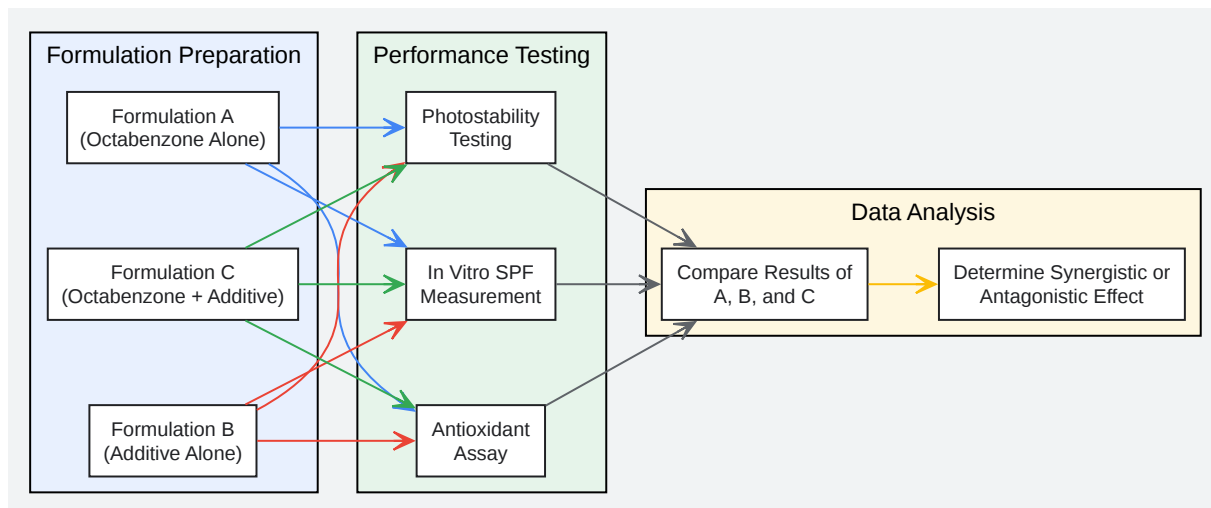 Formulation Preparation
Formulation A
(Octabenzone Alone)
Formulation C
(Octabenzone + Additive)
Formulation B
(Additive Alone)
Performance Testing
Photostability
Testing
In Vitro SPF
Measurement
Antioxidant
Assay
Data Analysis
Compare Results of
A, B, and C
Determine Synergistic or
Antagonistic Effect